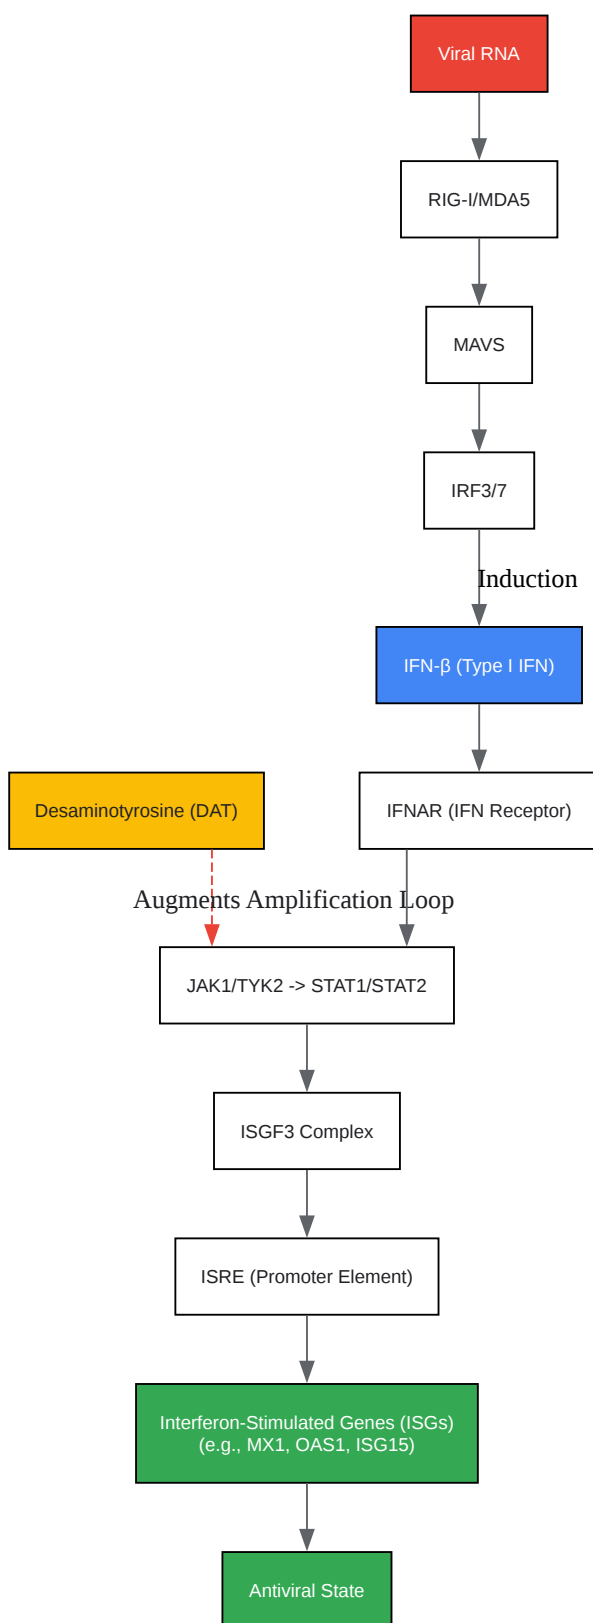 Viral RNA
RIG-I/MDA5
MAVS
IRF3/7
Induction
IFN-β (Type I IFN)
Desaminotyrosine (DAT)
IFNAR (IFN Receptor)
Augments Amplification Loop
JAK1/TYK2 -> STAT1/STAT2
ISGF3 Complex
ISRE (Promoter Element)
Interferon-Stimulated Genes (ISGs)
(e.g., MX1, OAS1, ISG15)
Antiviral State